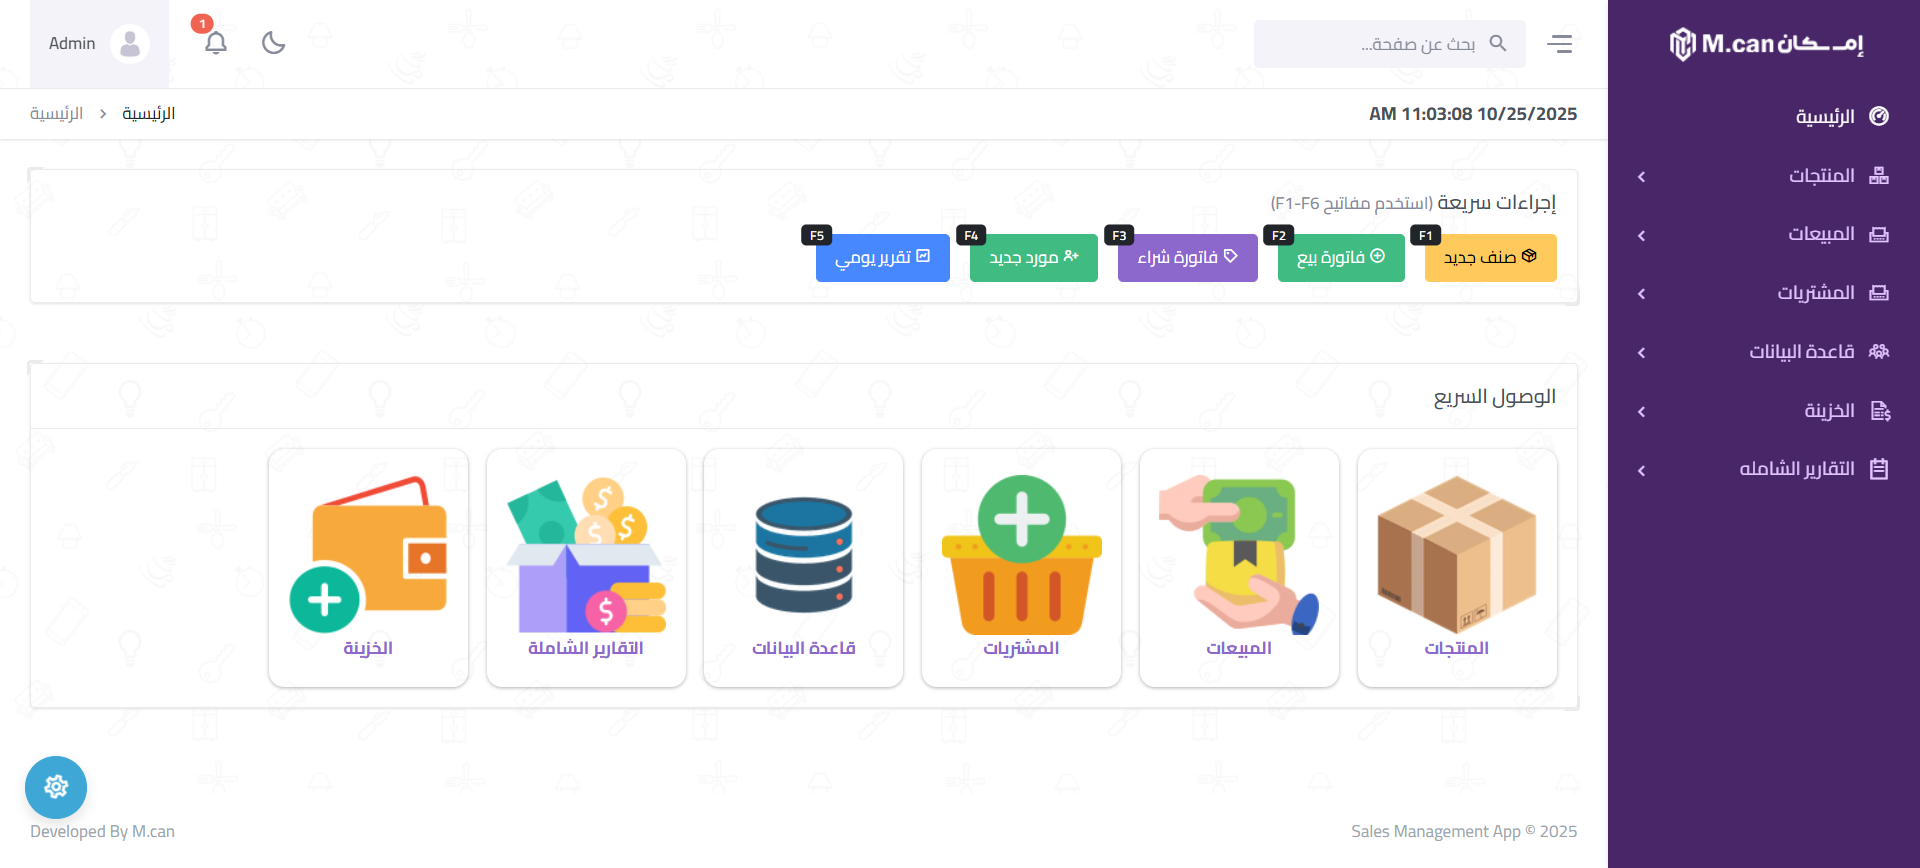 إمـكان M.can
الرئيسية
المنتجات
المبيعات
المشتريات
قاعدة البيانات
الخزينة
التقارير الشامله
بحث عن صفحة...
1
Admin
10/25/2025 11:03:08 AM
الرئيسية
الرئيسية
إجراءات سريعة (استخدم مفاتيح F1-F6)
F1
صنف جديد
F2
فاتورة بيع
F3
فاتورة شراء
F4
مورد جديد
F5
تقرير يومي
الوصول السريع
المنتجات
المبيعات
المشتريات
قاعدة البيانات
التقارير الشاملة
الخزينة
Sales Management App © 2025
Developed By M.can